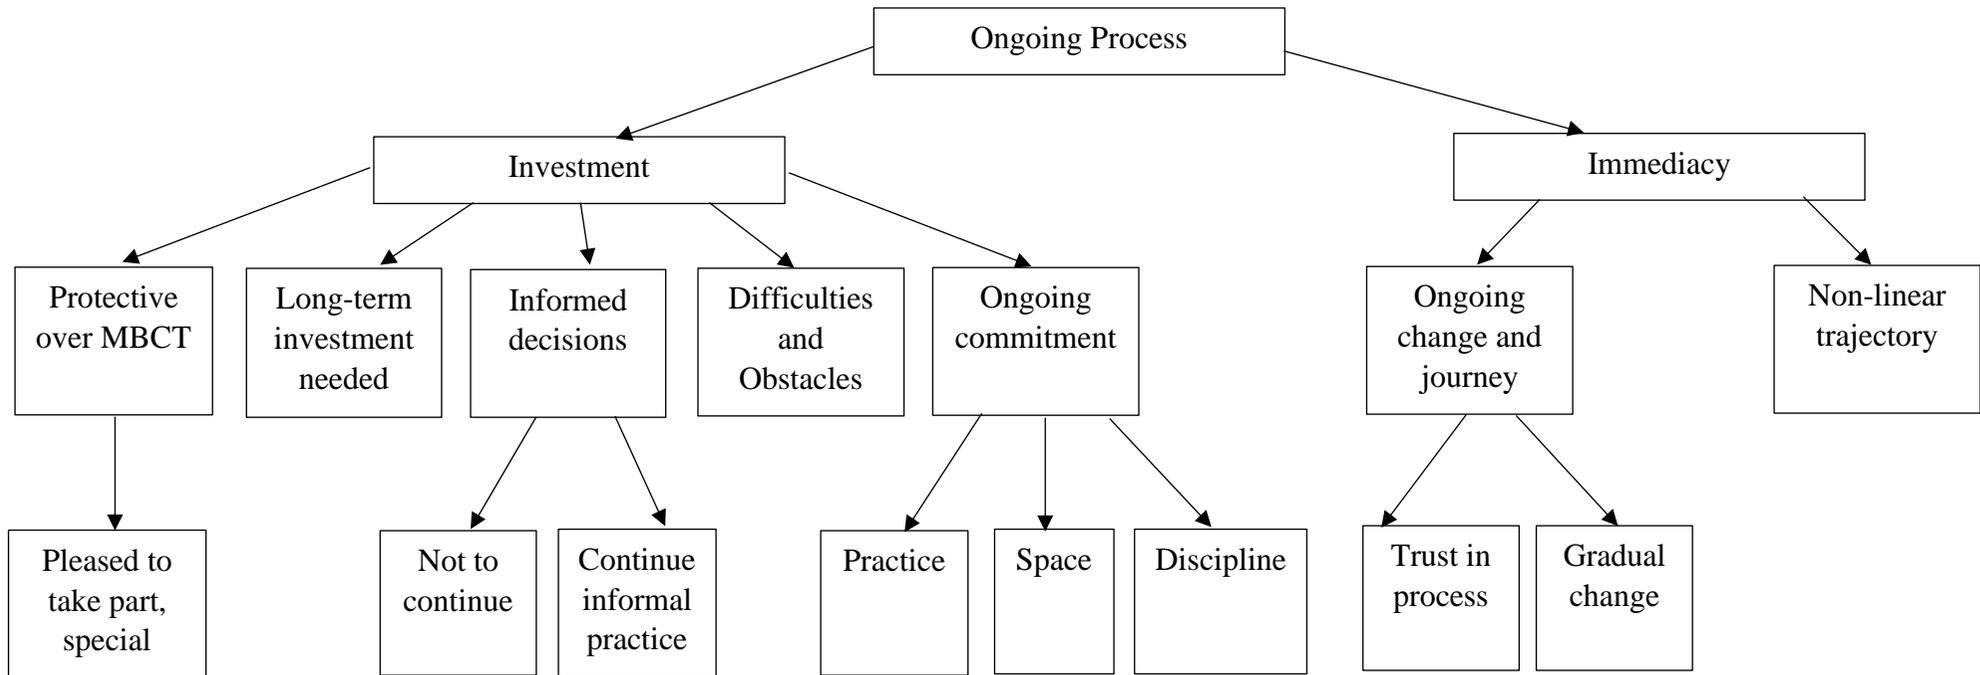 Ongoing Process
Investment
Immediacy
Protective
over MBCT
Long-term
investment
needed
Informed
decisions
Difficulties
and
Obstacles
Ongoing
commitment
Ongoing
change and
journey
Non-linear
trajectory
Pleased to
take part,
special
Not to
continue
Continue
informal
practice
Practice
Space
Discipline
Trust in
process
Gradual
change